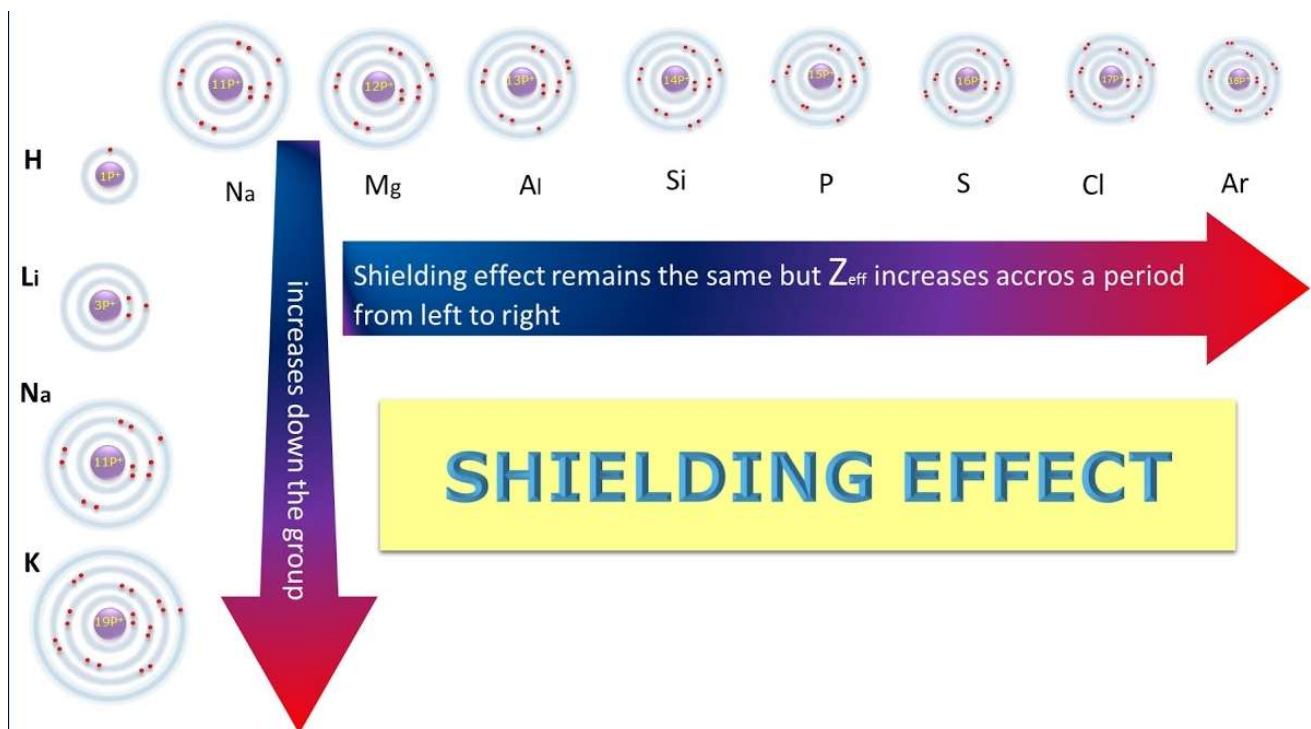 11P+ 12P+ 13P+ 14P+ 15P+ 16P+ 17P+ 18P+
H
1P+
Na Mg Al Si P S Cl Ar
Shielding effect remains the same but Zeff increases accros a period
from left to right
Li
3P+
increases down the group
Na
11P+
SHIELDING EFFECT
K
19P+